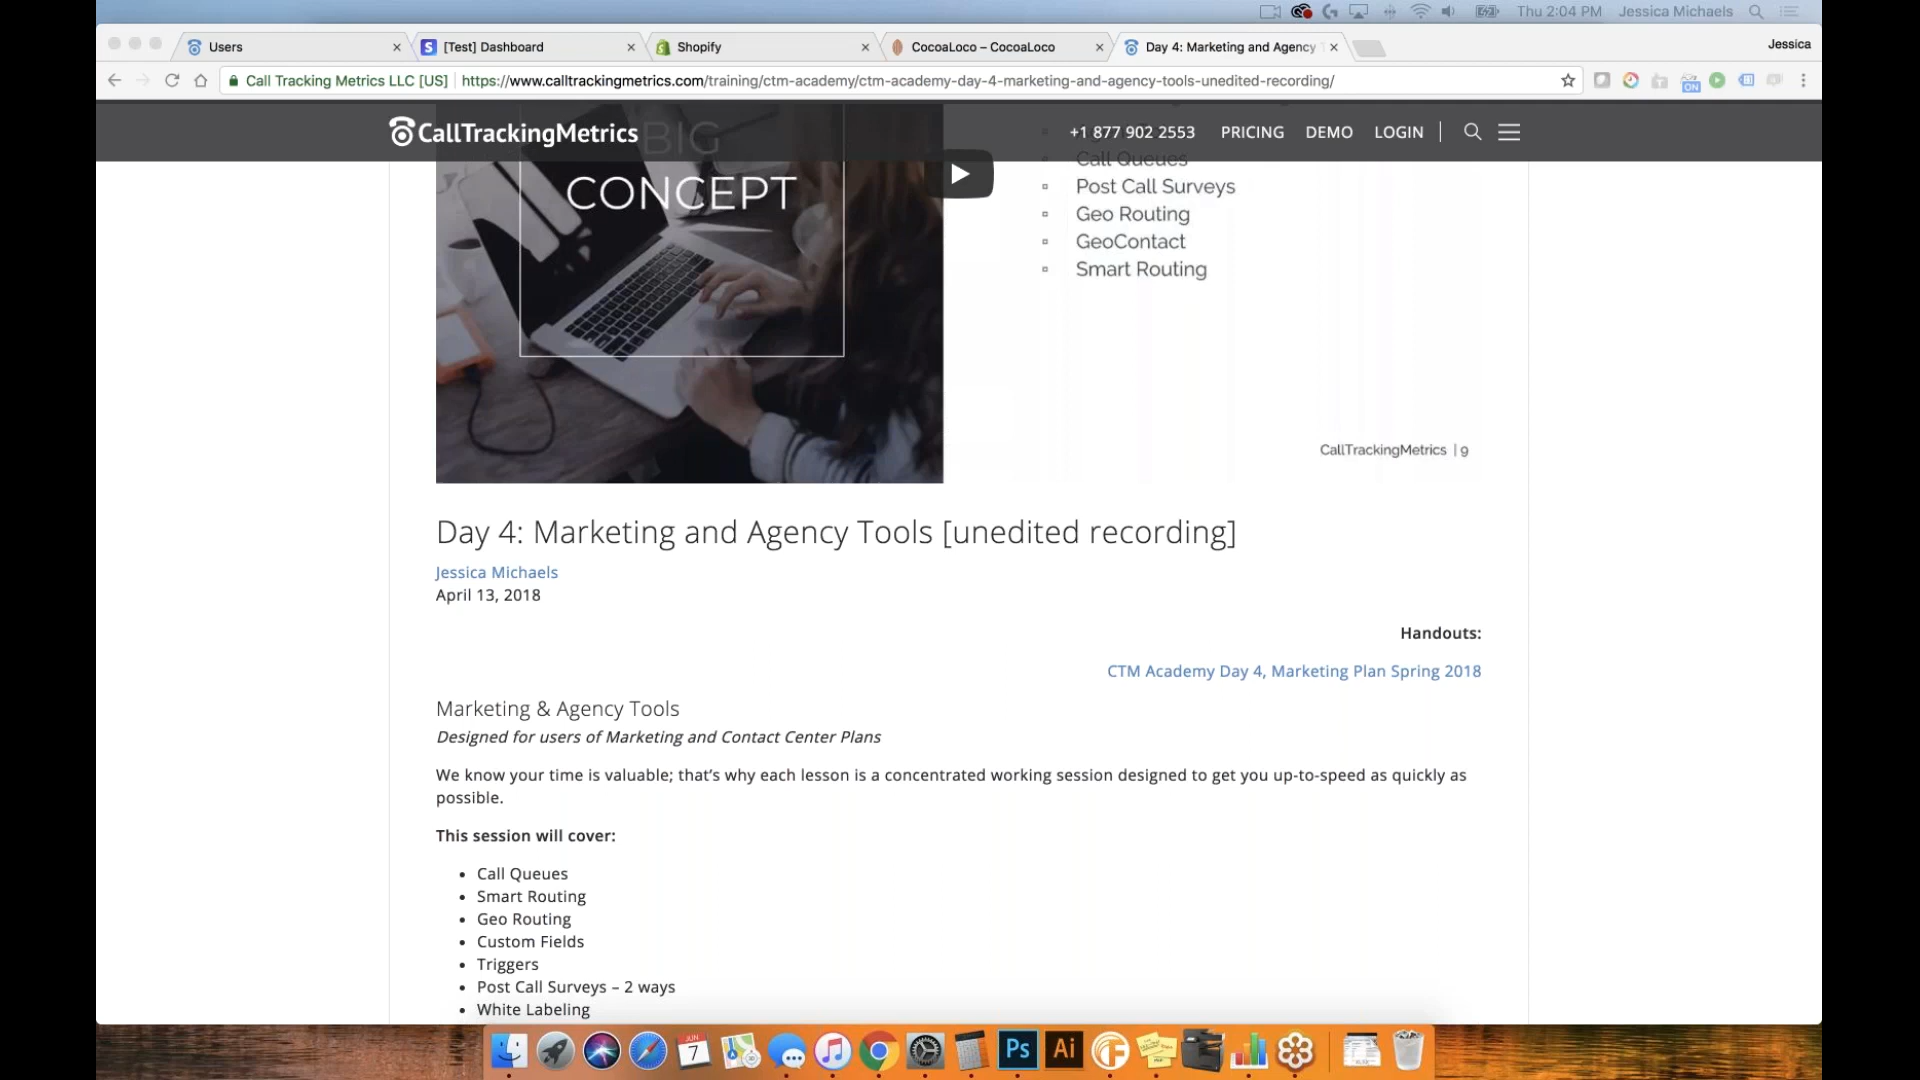 Thu 2:04 PM Jessica Michaels
Users
[Test] Dashboard
Shopify
CocoaLoco – CocoaLoco
Day 4: Marketing and Agency T
Jessica
Call Tracking Metrics LLC [US]
https://www.calltrackingmetrics.com/training/ctm-academy/ctm-academy-day-4-marketing-and-agency-tools-unedited-recording/
ON
CallTrackingMetrics
+1 877 902 2553 PRICING DEMO LOGIN
BIG
CONCEPT
Call Queues
Post Call Surveys
Geo Routing
GeoContact
Smart Routing
CallTrackingMetrics | 9
Day 4: Marketing and Agency Tools [unedited recording]
Jessica Michaels
April 13, 2018
Handouts:
CTM Academy Day 4, Marketing Plan Spring 2018
Marketing & Agency Tools
Designed for users of Marketing and Contact Center Plans
We know your time is valuable; that’s why each lesson is a concentrated working session designed to get you up-to-speed as quickly as
possible.
This session will cover:
• Call Queues
• Smart Routing
• Geo Routing
• Custom Fields
• Triggers
• Post Call Surveys – 2 ways
• White Labeling
JUN
7
Ps
Ai